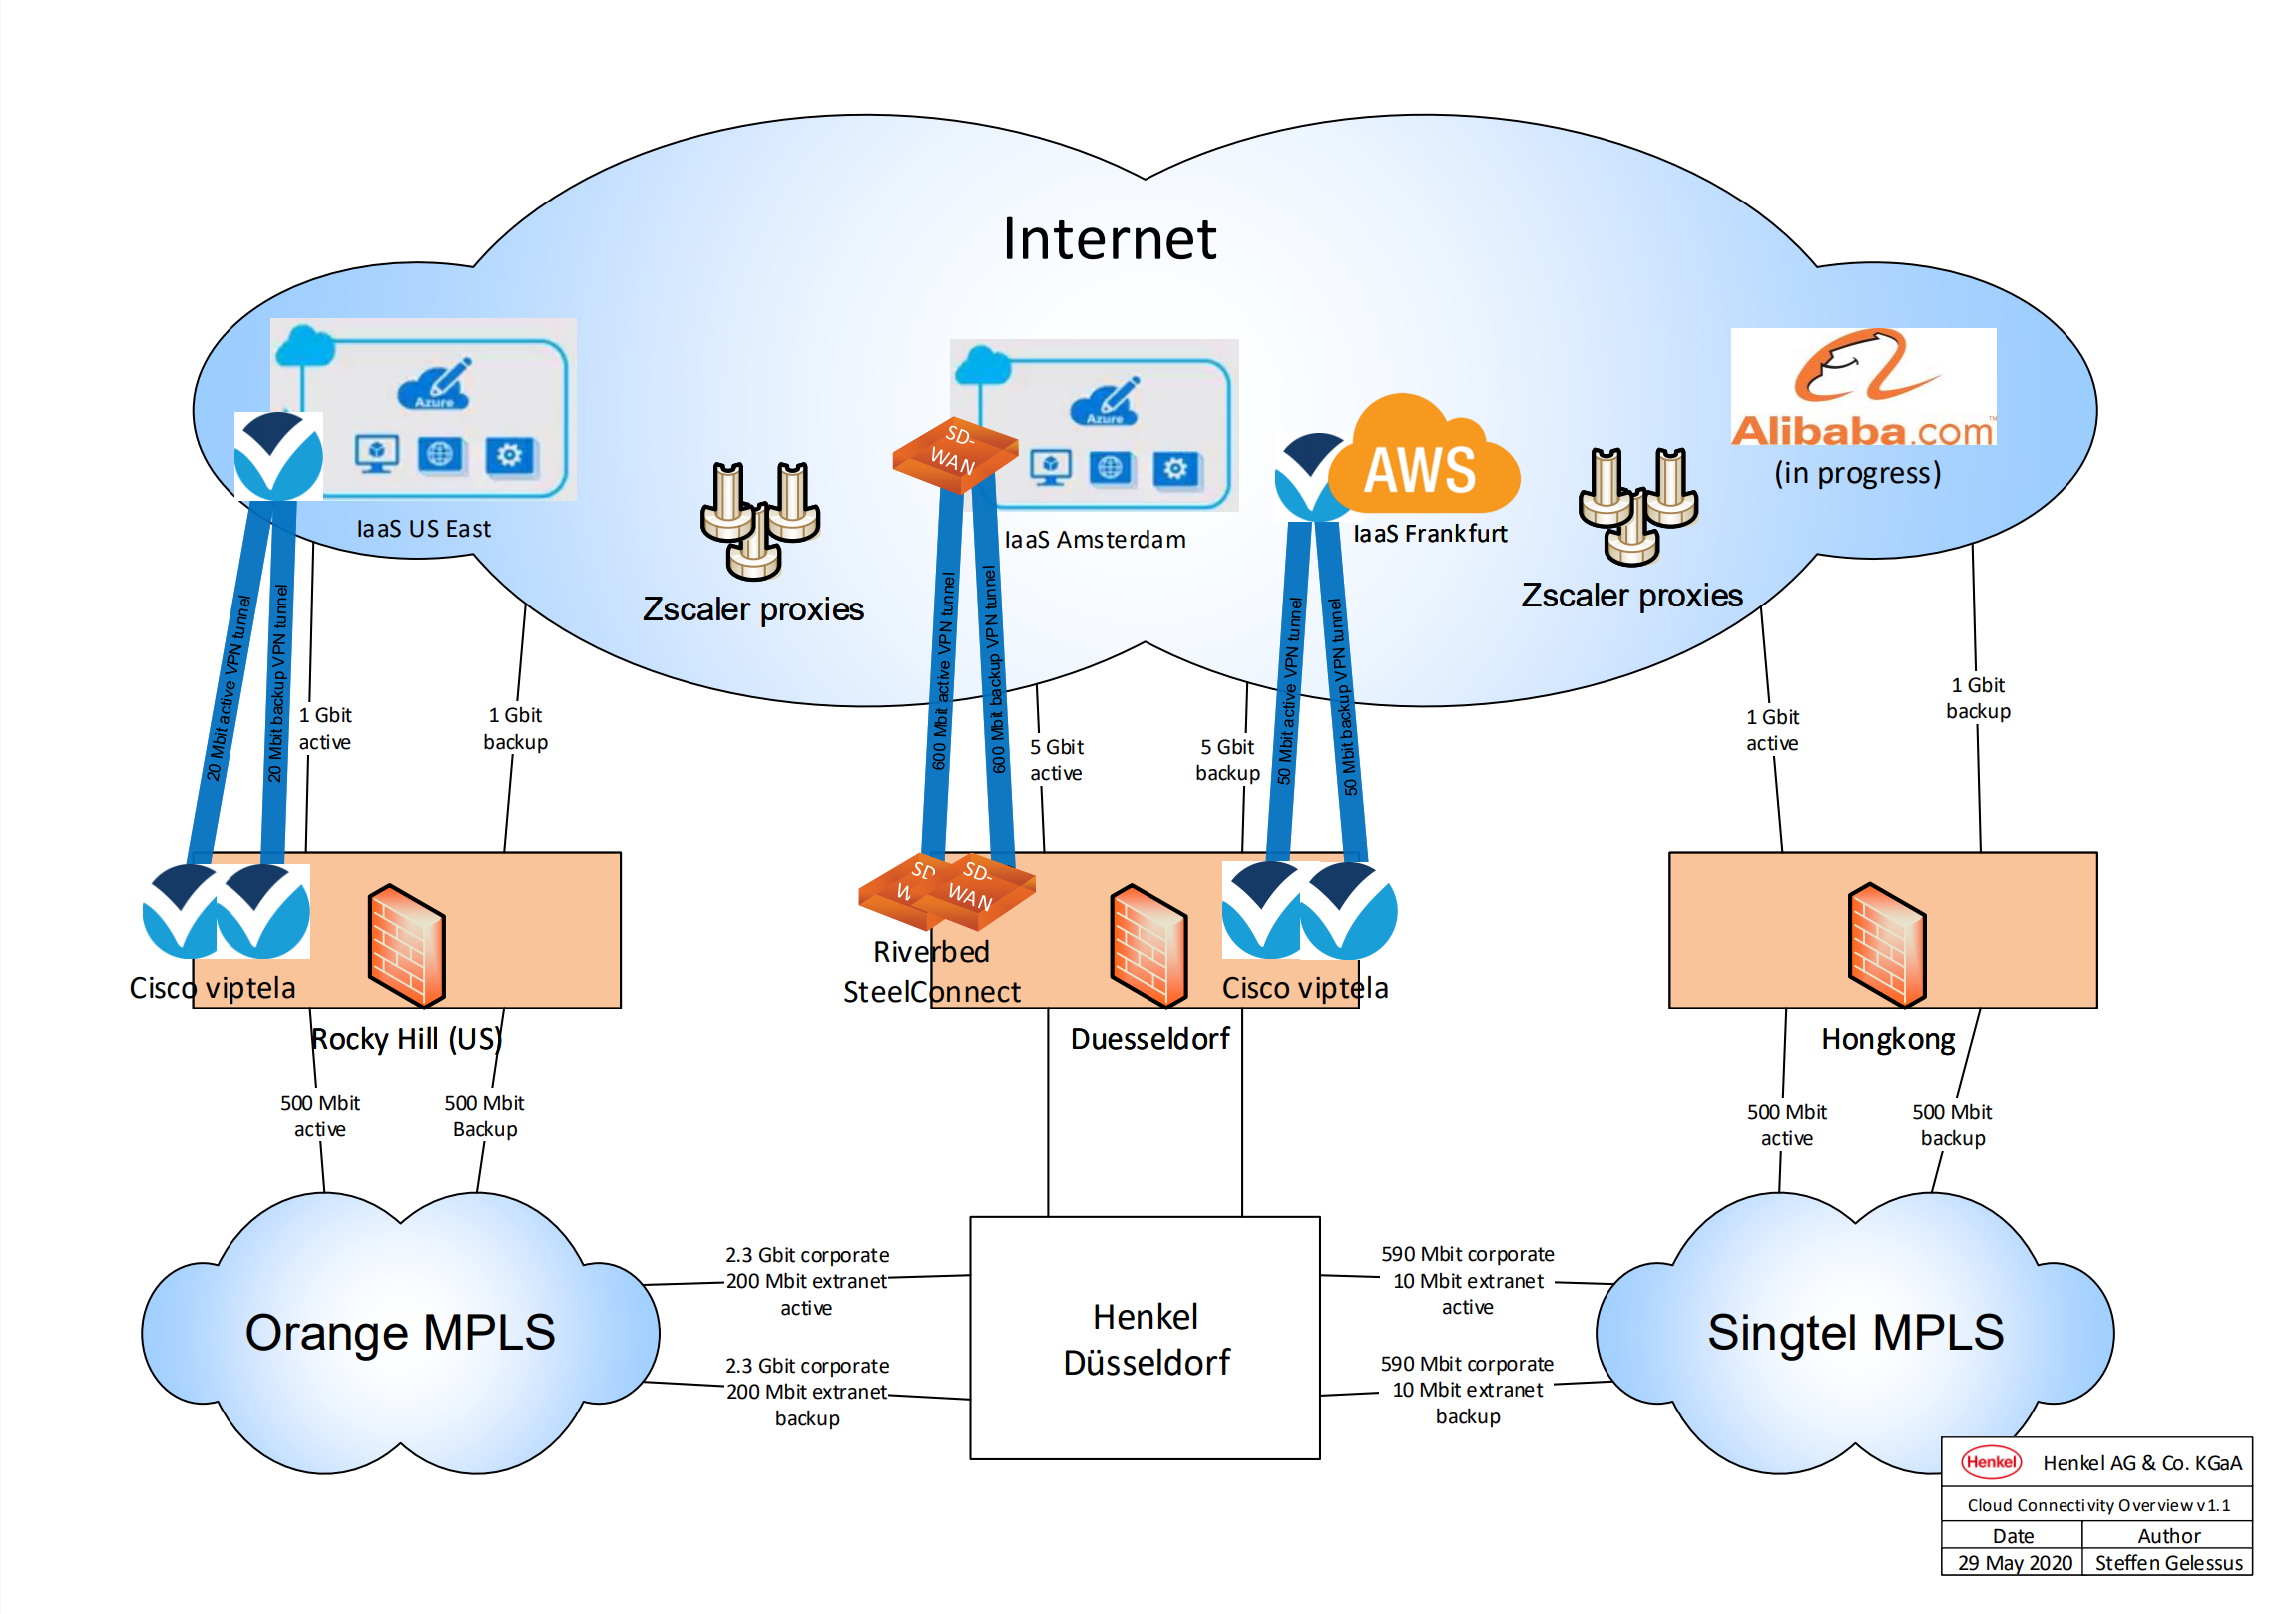 Internet
Azure
IaaS US East
Azure
SD-
WAN
IaaS Amsterdam
AWS
IaaS Frankfurt
Alibaba.com™
(in progress)
Zscaler proxies
Zscaler proxies
20 Mbit active VPN tunnel
20 Mbit backup VPN tunnel
600 Mbit active VPN tunnel
600 Mbit backup VPN tunnel
50 Mbit active VPN tunnel
50 Mbit backup VPN tunnel
1 Gbit
active
1 Gbit
backup
5 Gbit
active
5 Gbit
backup
1 Gbit
active
1 Gbit
backup
Cisco viptela
SD
W
SD-
WAN
Riverbed
SteelConnect
Cisco viptela
Rocky Hill (US)
Duesseldorf
Hongkong
500 Mbit
active
500 Mbit
Backup
500 Mbit
active
500 Mbit
backup
Orange MPLS
2.3 Gbit corporate
200 Mbit extranet
active
2.3 Gbit corporate
200 Mbit extranet
backup
Henkel
Düsseldorf
590 Mbit corporate
10 Mbit extranet
active
590 Mbit corporate
10 Mbit extranet
backup
Singtel MPLS
Henkel Henkel AG & Co. KGaA
Cloud Connectivity Overview v1.1
Date Author
29 May 2020 Steffen Gelessus